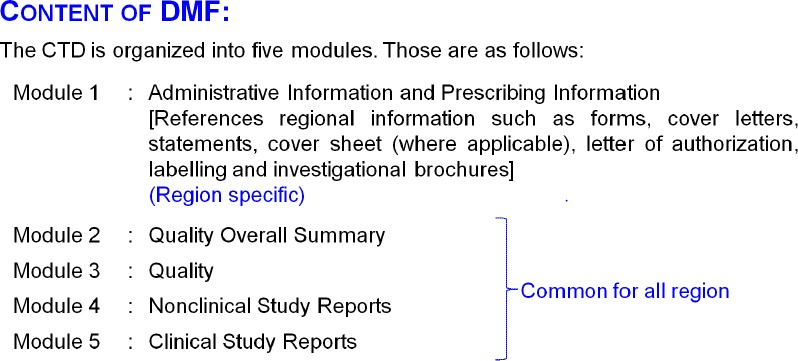 CONTENT OF DMF:
The CTD is organized into five modules. Those are as follows:
Module 1 : Administrative Information and Prescribing Information
[References regional information such as forms, cover letters,
statements, cover sheet (where applicable), letter of authorization,
labelling and investigational brochures]
(Region specific) .
Module 2 : Quality Overall Summary
Module 3 : Quality
Module 4 : Nonclinical Study Reports
Module 5 : Clinical Study Reports
Common for all region